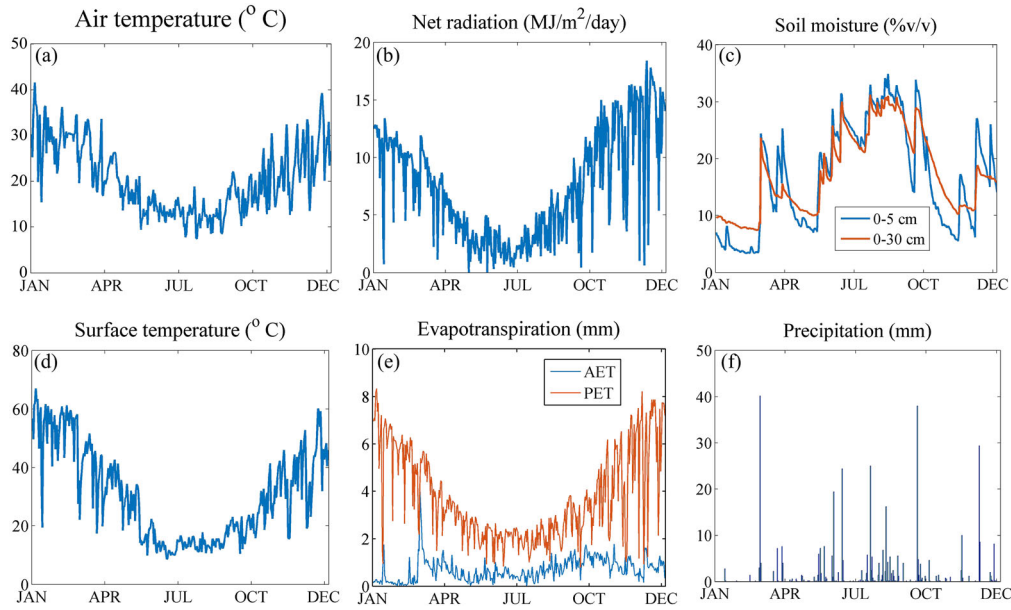 Air temperature (° C)
(a)
50
40
30
20
10
0
JAN APR JUL OCT DEC
Net radiation (MJ/m²/day)
(b)
20
15
10
5
0
JAN APR JUL OCT DEC
Soil moisture (%v/v)
(c)
40
30
20
10
0
0-5 cm
0-30 cm
JAN APR JUL OCT DEC
Surface temperature (° C)
(d)
80
60
40
20
0
JAN APR JUL OCT DEC
Evapotranspiration (mm)
(e)
AET
PET
10
8
6
4
2
0
JAN APR JUL OCT DEC
Precipitation (mm)
(f)
50
40
30
20
10
0
JAN APR JUL OCT DEC